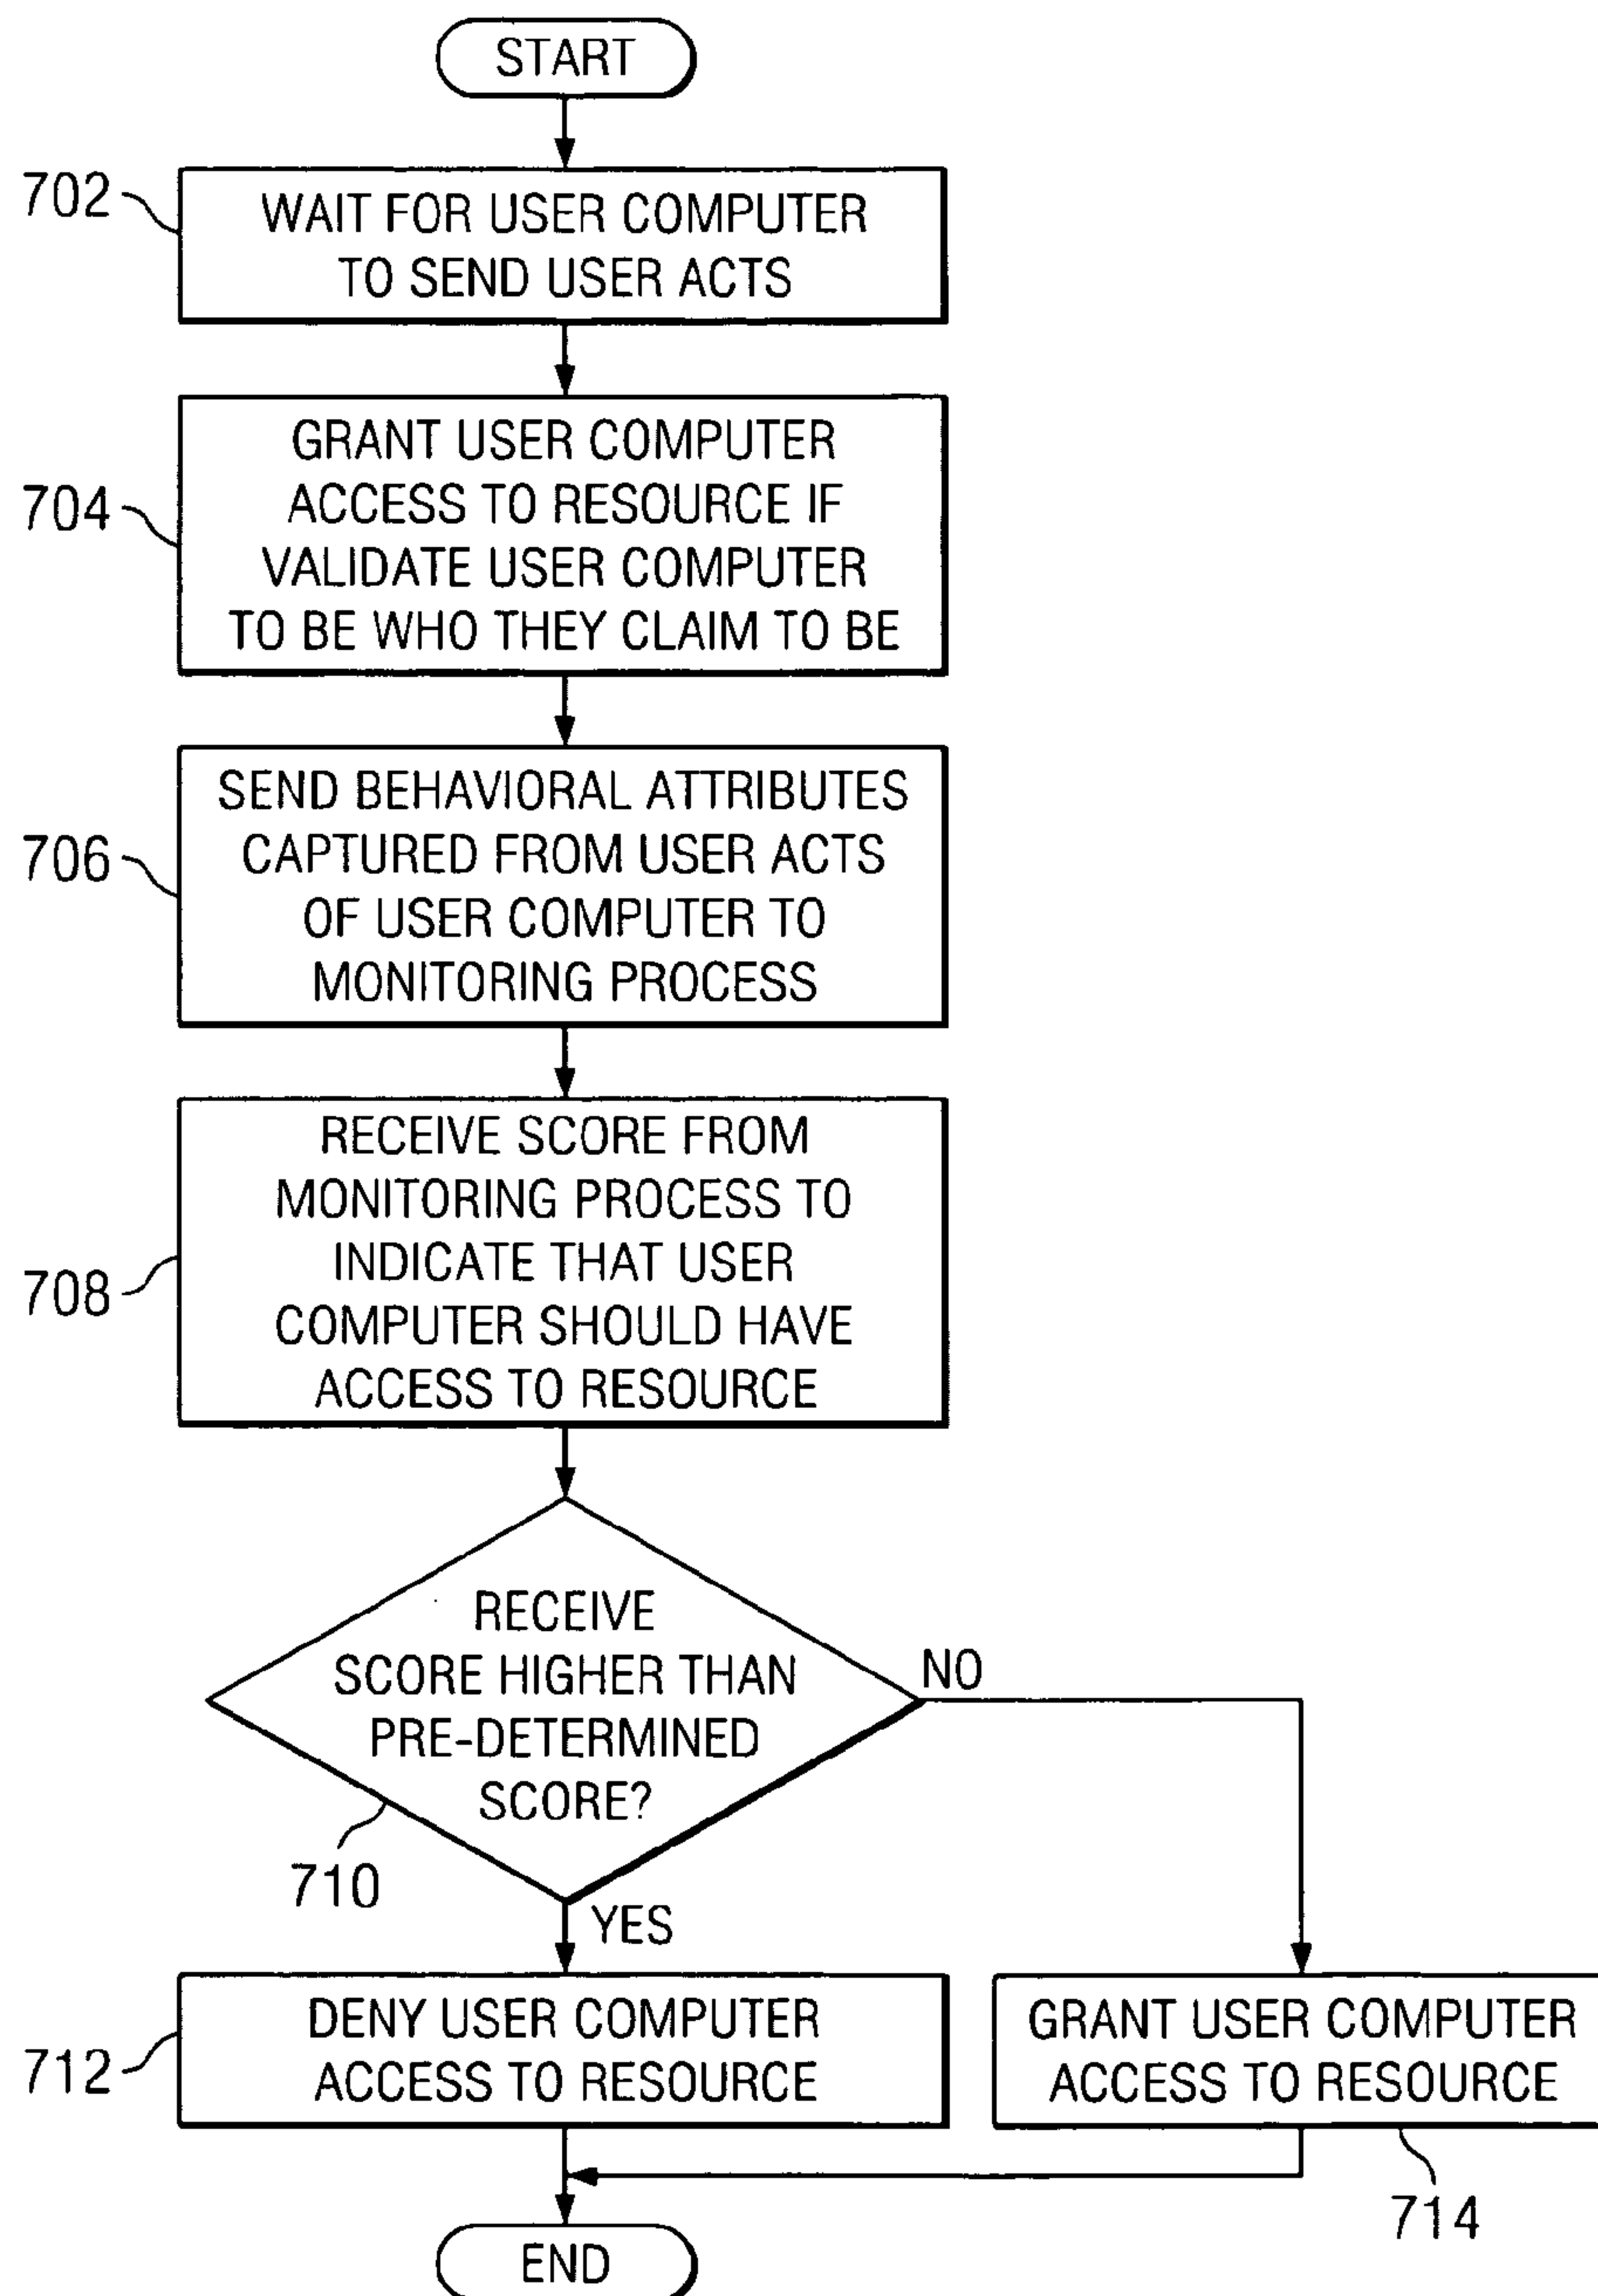 START
702
WAIT FOR USER COMPUTER
TO SEND USER ACTS
704
GRANT USER COMPUTER
ACCESS TO RESOURCE IF
VALIDATE USER COMPUTER
TO BE WHO THEY CLAIM TO BE
706
SEND BEHAVIORAL ATTRIBUTES
CAPTURED FROM USER ACTS
OF USER COMPUTER TO
MONITORING PROCESS
708
RECEIVE SCORE FROM
MONITORING PROCESS TO
INDICATE THAT USER
COMPUTER SHOULD HAVE
ACCESS TO RESOURCE
RECEIVE
SCORE HIGHER THAN
PRE-DETERMINED
SCORE?
NO
710
YES
712
DENY USER COMPUTER
ACCESS TO RESOURCE
GRANT USER COMPUTER
ACCESS TO RESOURCE
714
END